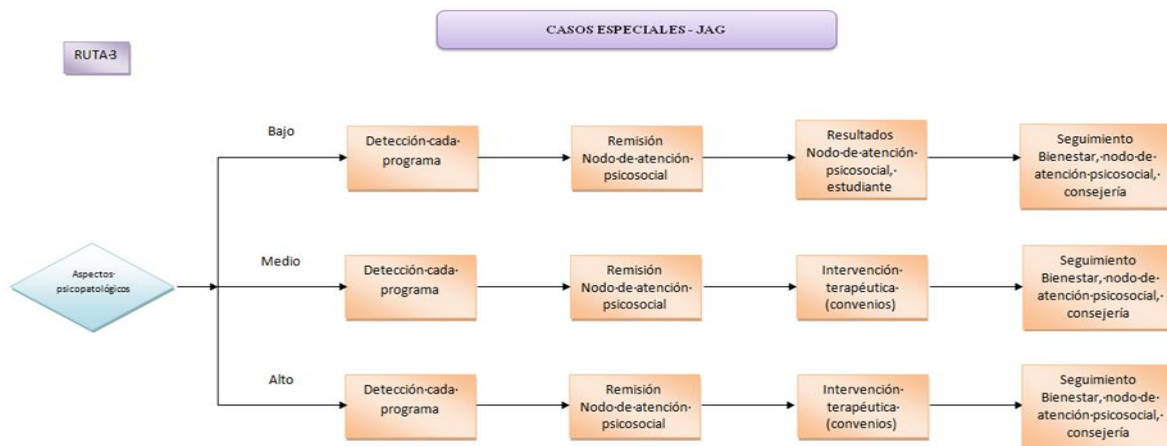 CASOS ESPECIALES - JAG
RUTA·3
Bajo
Detección·cada·
programa
Remisión
Nodo·de·atención·
psicosocial
Resultados
Nodo·de·atención·
psicosocial,·
estudiante
Seguimiento
Bienestar,·nodo·de·
atención·psicosocial,·
consejería
Aspectos·
psicopatológicos
Medio
Detección·cada·
programa
Remisión
Nodo·de·atención·
psicosocial
Intervención·
terapéutica·
(convenios)
Seguimiento
Bienestar,·nodo·de·
atención·psicosocial,·
consejería
Alto
Detección·cada·
programa
Remisión
Nodo·de·atención·
psicosocial
Intervención·
terapéutica·
(convenios)
Seguimiento
Bienestar,·nodo·de·
atención·psicosocial,·
consejería